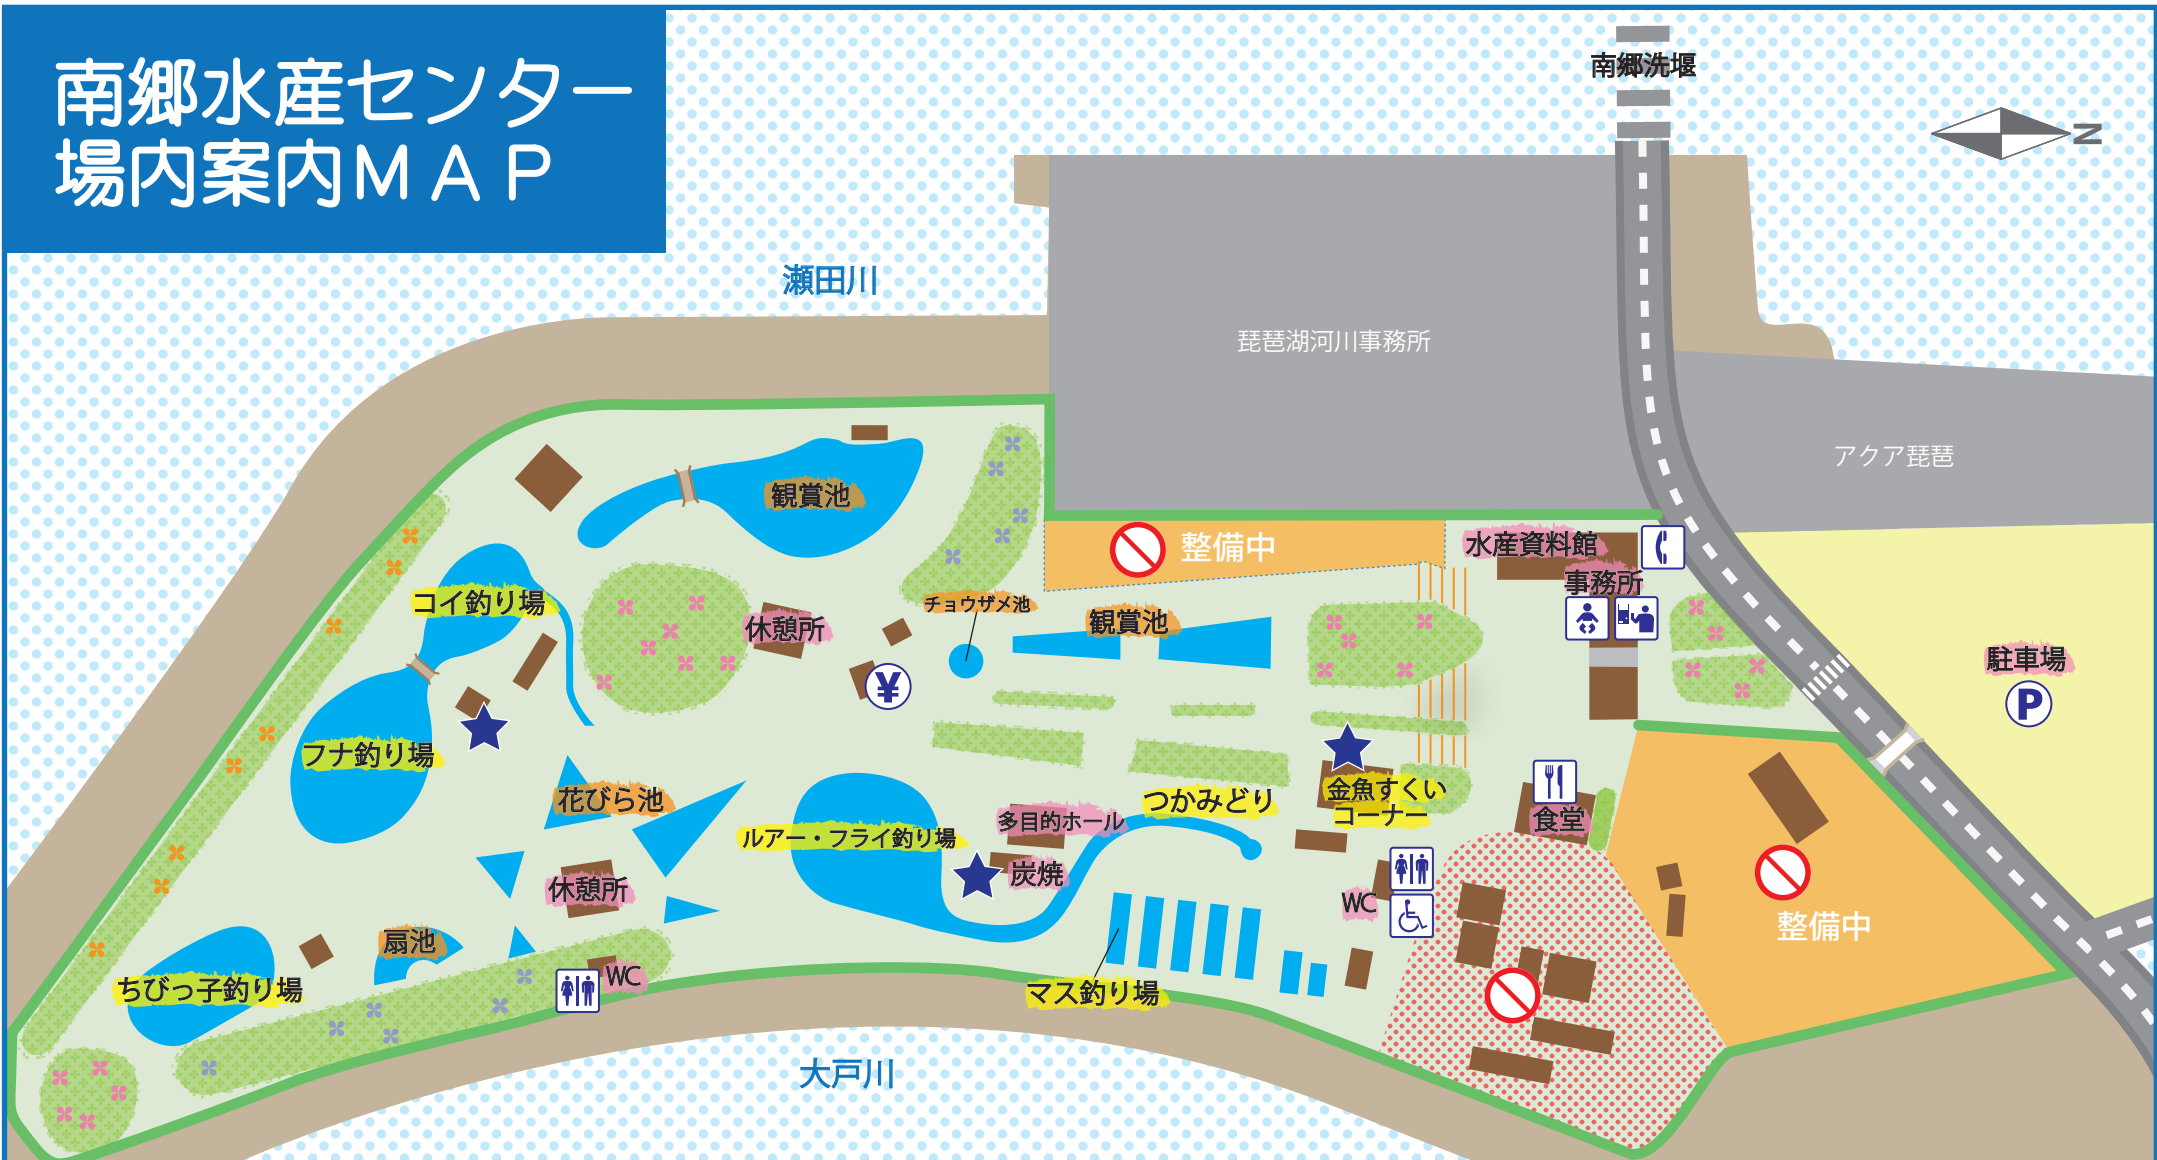 南郷水産センター
場内案内MAP
南郷洗堰
N
瀬田川
琵琶湖河川事務所
アクア琵琶
観賞池
整備中
水産資料館
事務所
コイ釣り場
チョウザメ池
観賞池
休憩所
駐車場
P
¥
フナ釣り場
花びら池
ルアー・フライ釣り場
多目的ホール
つかみどり
金魚すくい
コーナー
食堂
炭焼
休憩所
WC
整備中
扇池
WC
ちびっ子釣り場
マス釣り場
大戸川